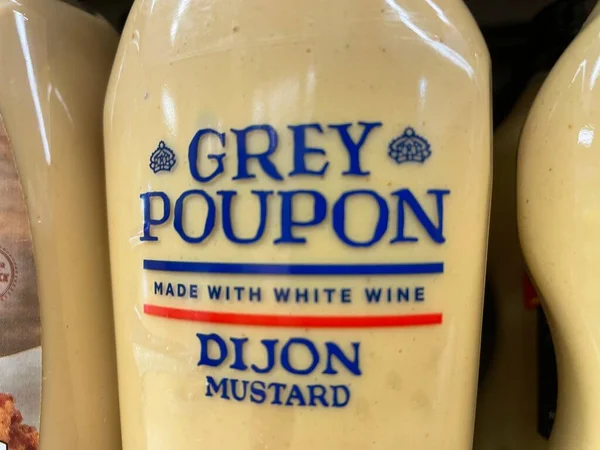 GREY
POUPON
MADE WITH WHITE WINE
DIJON
MUSTARD